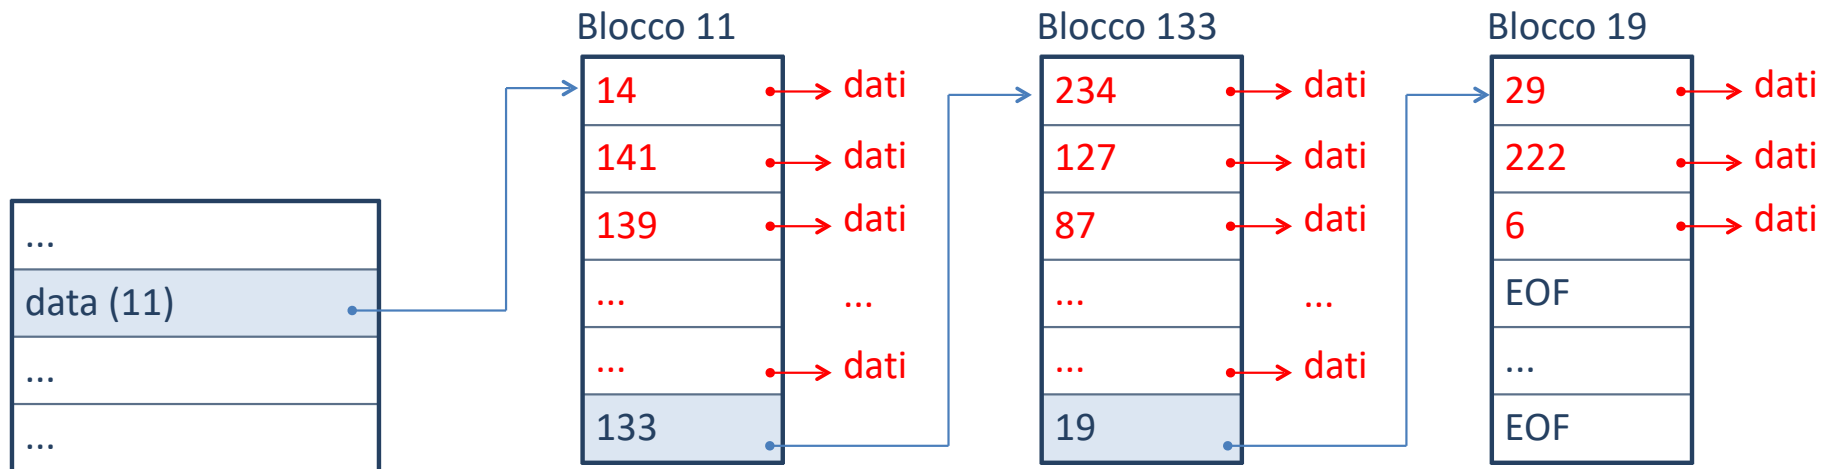 ...
data (11)
...
...
Blocco 11
14 dati
141 dati
139 dati
... ...
... dati
133
Blocco 133
234 dati
127 dati
87 dati
... ...
... dati
19
Blocco 19
29 dati
222 dati
6 dati
EOF
...
EOF